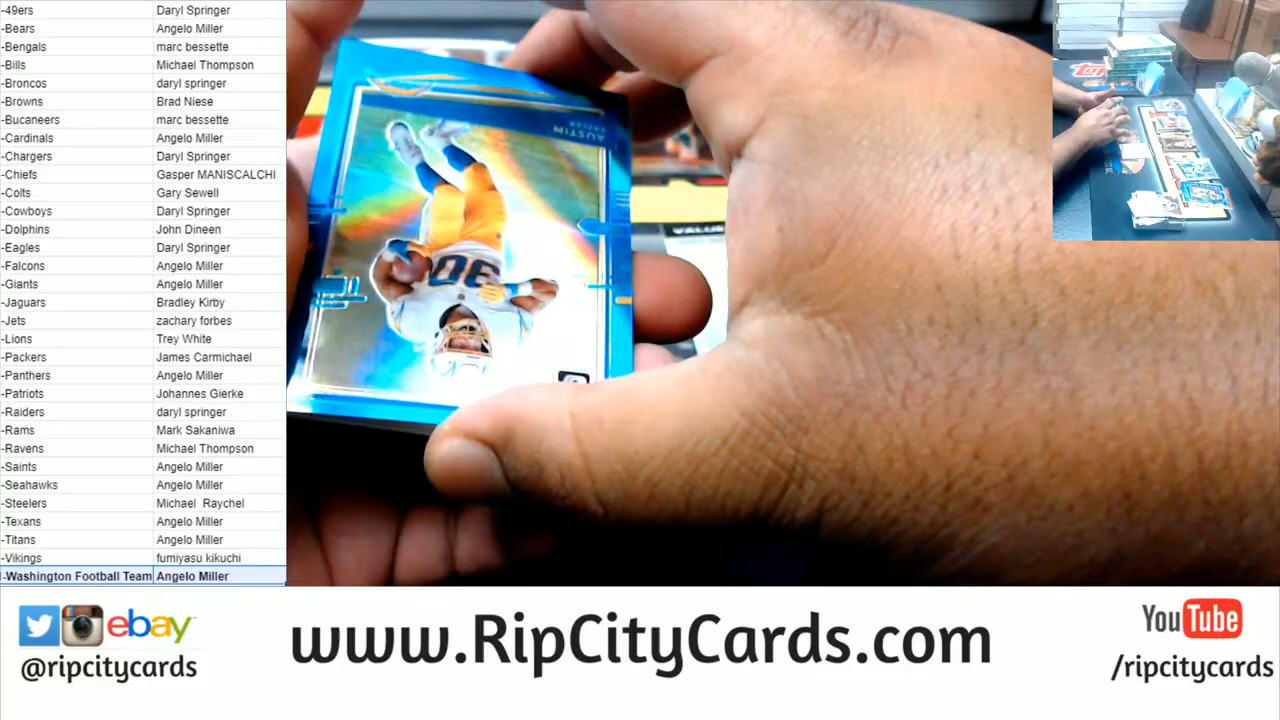 -49ers Daryl Springer
-Bears Angelo Miller
-Bengals marc bessette
-Bills Michael Thompson
-Broncos daryl springer
-Browns Brad Niese
-Bucaneers marc bessette
-Cardinals Angelo Miller
-Chargers Daryl Springer
-Chiefs Gasper MANISCALCHI
-Colts Gary Sewell
-Cowboys Daryl Springer
-Dolphins John Dineen
-Eagles Daryl Springer
-Falcons Angelo Miller
-Giants Angelo Miller
-Jaguars Bradley Kirby
-Jets zachary forbes
-Lions Trey White
-Packers James Carmichael
-Panthers Angelo Miller
-Patriots Johannes Gierke
-Raiders daryl springer
-Rams Mark Sakaniwa
-Ravens Michael Thompson
-Saints Angelo Miller
-Seahawks Angelo Miller
-Steelers Michael Raychel
-Texans Angelo Miller
-Titans Angelo Miller
-Vikings fumiyasu kikuchi
-Washington Football Team Angelo Miller
AUSTIN
EKELER
30
VALUE
ebay
@ripcitycards
www.RipCityCards.com
YouTube
/ripcitycards